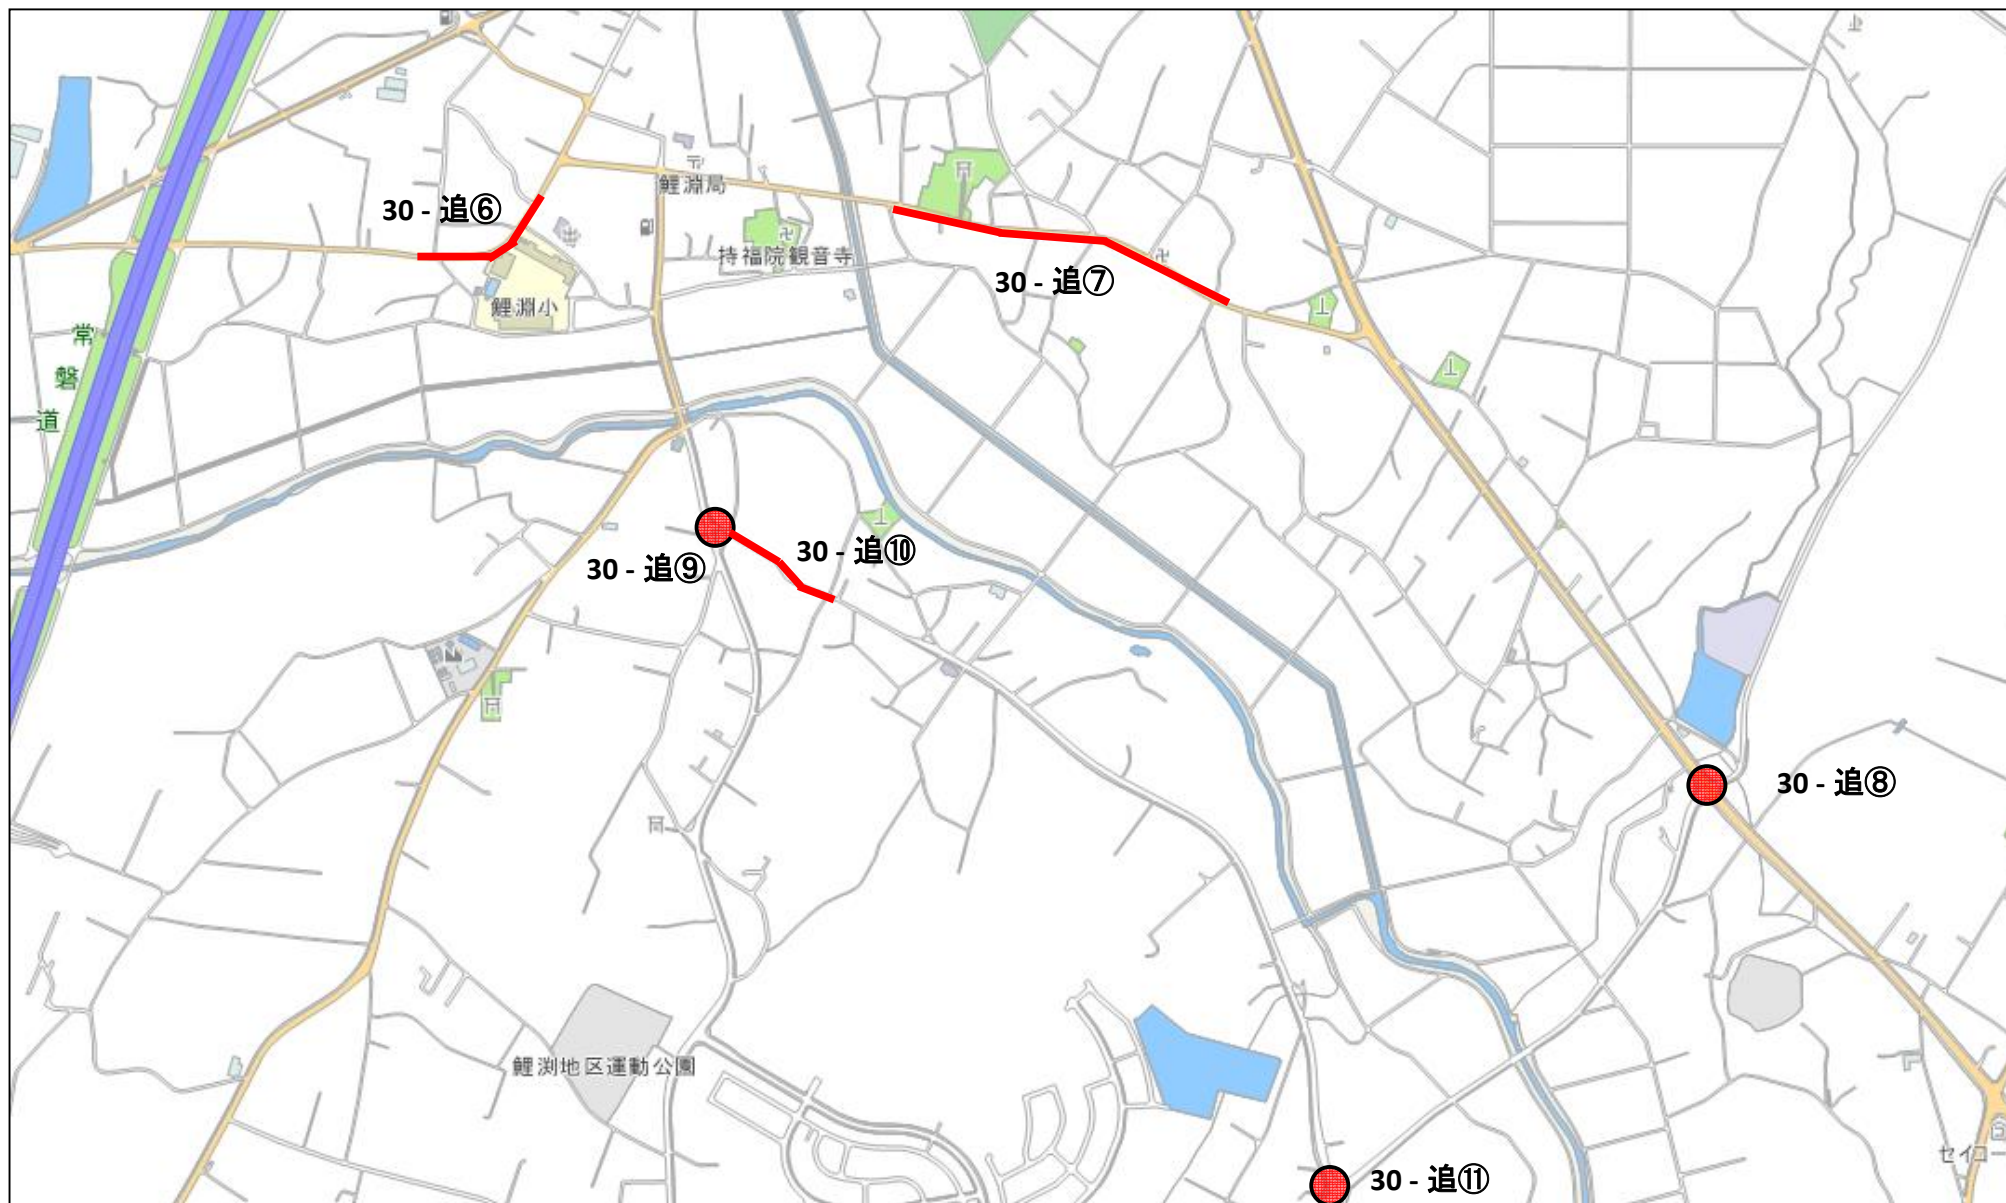 鯉淵局
30 - 追⑥
持福院観音寺
30 - 追⑦
鯉淵小
常
磐
道
30 - 追⑩
30 - 追⑨
30 - 追⑧
鯉渕地区運動公園
セイコー
30 - 追⑪